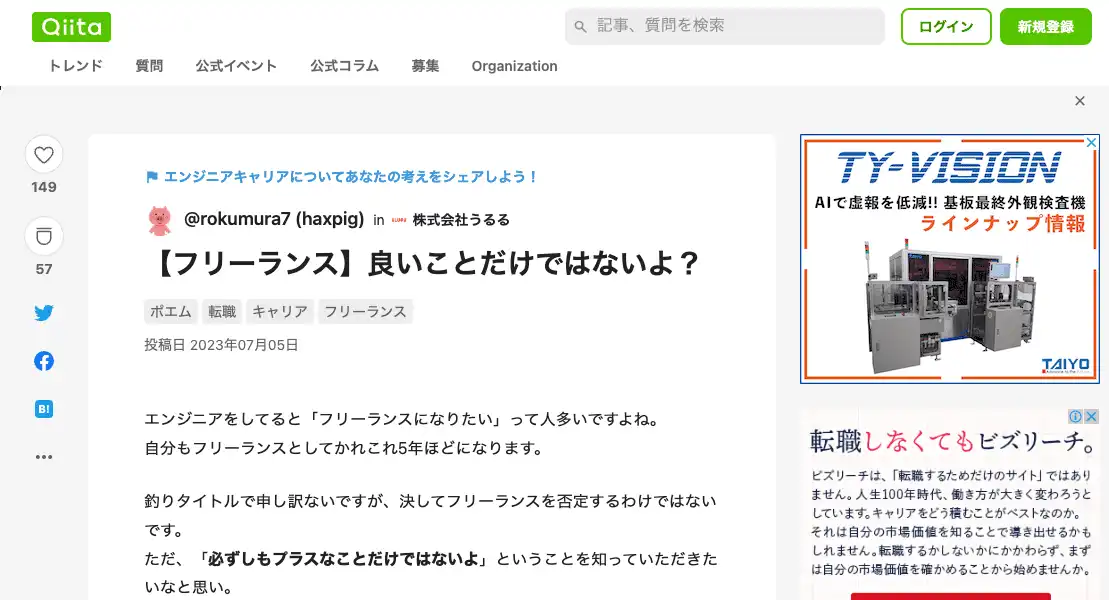 Qiita
記事、質問を検索
ログイン
新規登録
トレンド 質問 公式イベント 公式コラム 募集 Organization
149
57
B!
エンジニアキャリアについてあなたの考えをシェアしよう！
@rokumura7 (haxpig) in 株式会社うるる
【フリーランス】良いことだけではないよ？
ポエム 転職 キャリア フリーランス
投稿日 2023年07月05日
エンジニアをしてると「フリーランスになりたい」って人多いですよね。
自分もフリーランスとしてかれこれ5年ほどになります。
釣りタイトルで申し訳ないですが、決してフリーランスを否定するわけではない
です。
ただ、「必ずしもプラスなことだけではないよ」ということを知っていただきた
いなと思い。
TY-VISION
AIで虚報を低減!! 基板最終外観検査機
ラインナップ情報
TAIYO
転職しなくてもビズリーチ。
ビズリーチは、「転職するためだけのサイト」ではあり
ません。人生100年時代、働き方が大きく変わろうと
しています。キャリアをどう積むことがベストなのか。
それは自分の市場価値を知ることで導き出せるかも
しれません。転職するかしないかにかかわらず、まず
は自分の市場価値を確かめることから始めませんか。